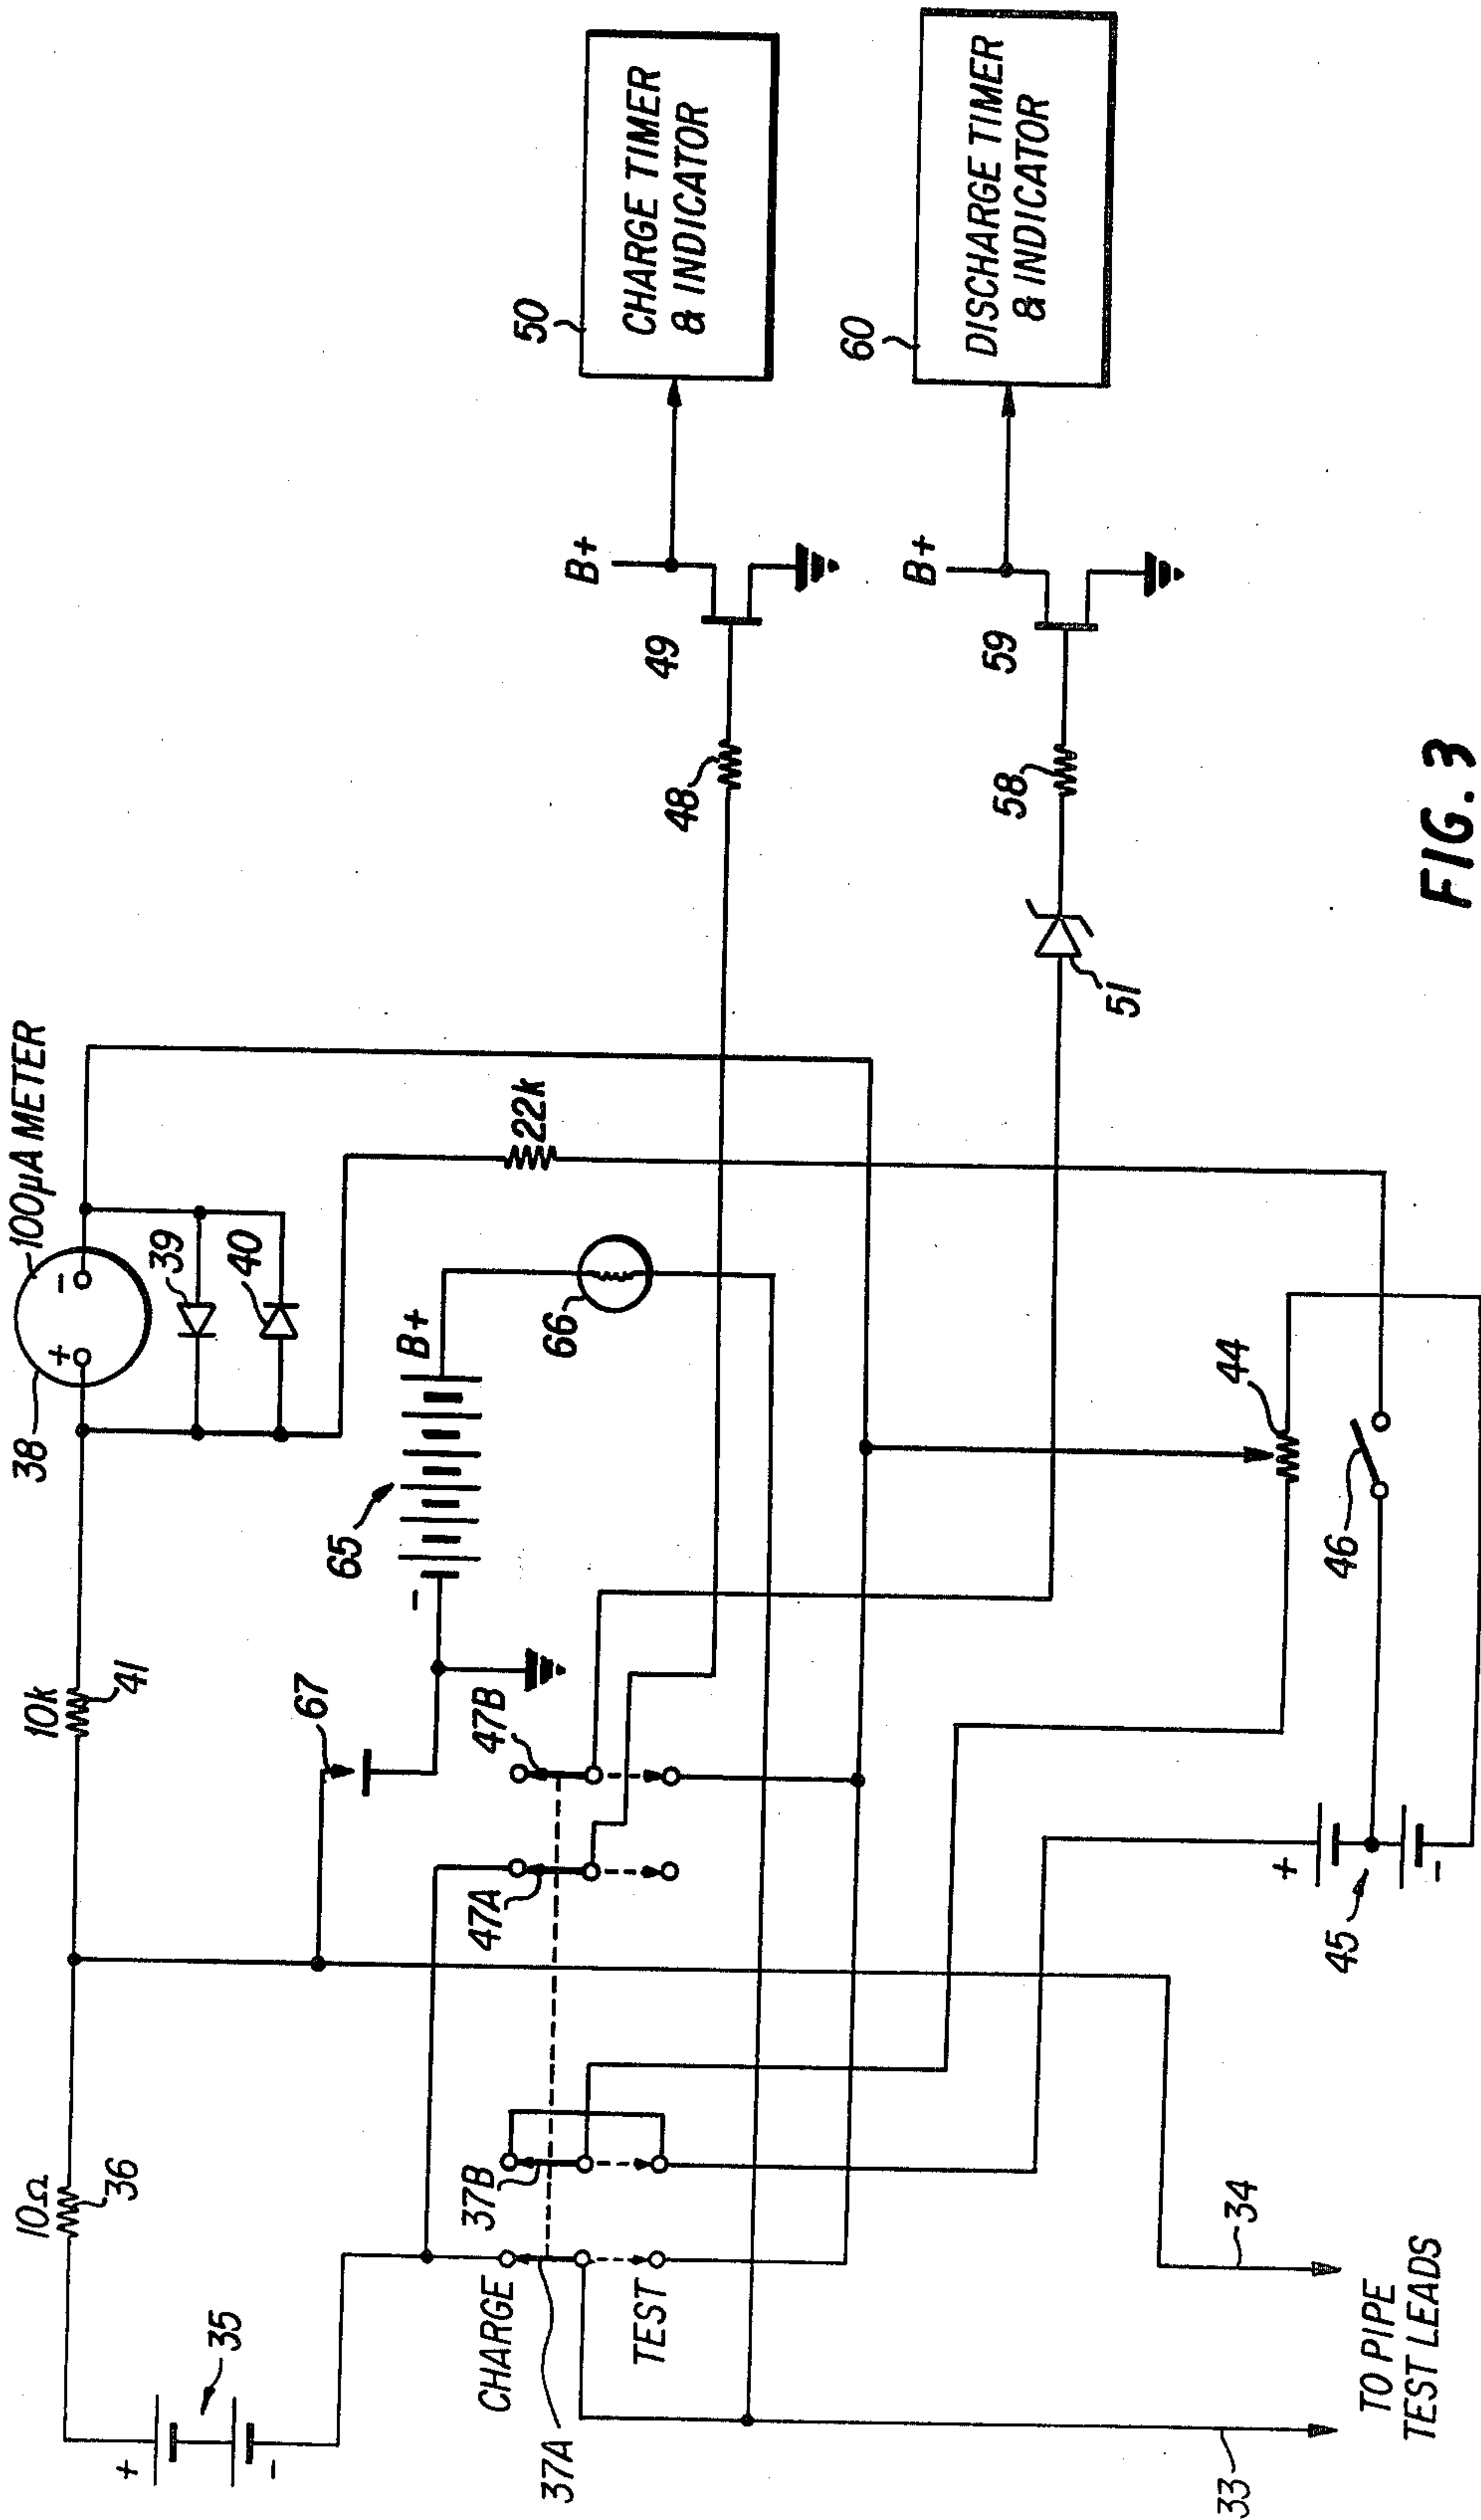 10Ω
36
+
35
-
CHARGE
37A
TEST
37B
33
34
TO PIPE
TEST LEADS
10k
41
67
47A
47B
65
-
B+
66
38
+
-
100μA METER
39
40
22k
44
45
+
-
46
48
49
B+
50
CHARGE TIMER
& INDICATOR
51
58
59
B+
60
DISCHARGE TIMER
& INDICATOR
FIG. 3